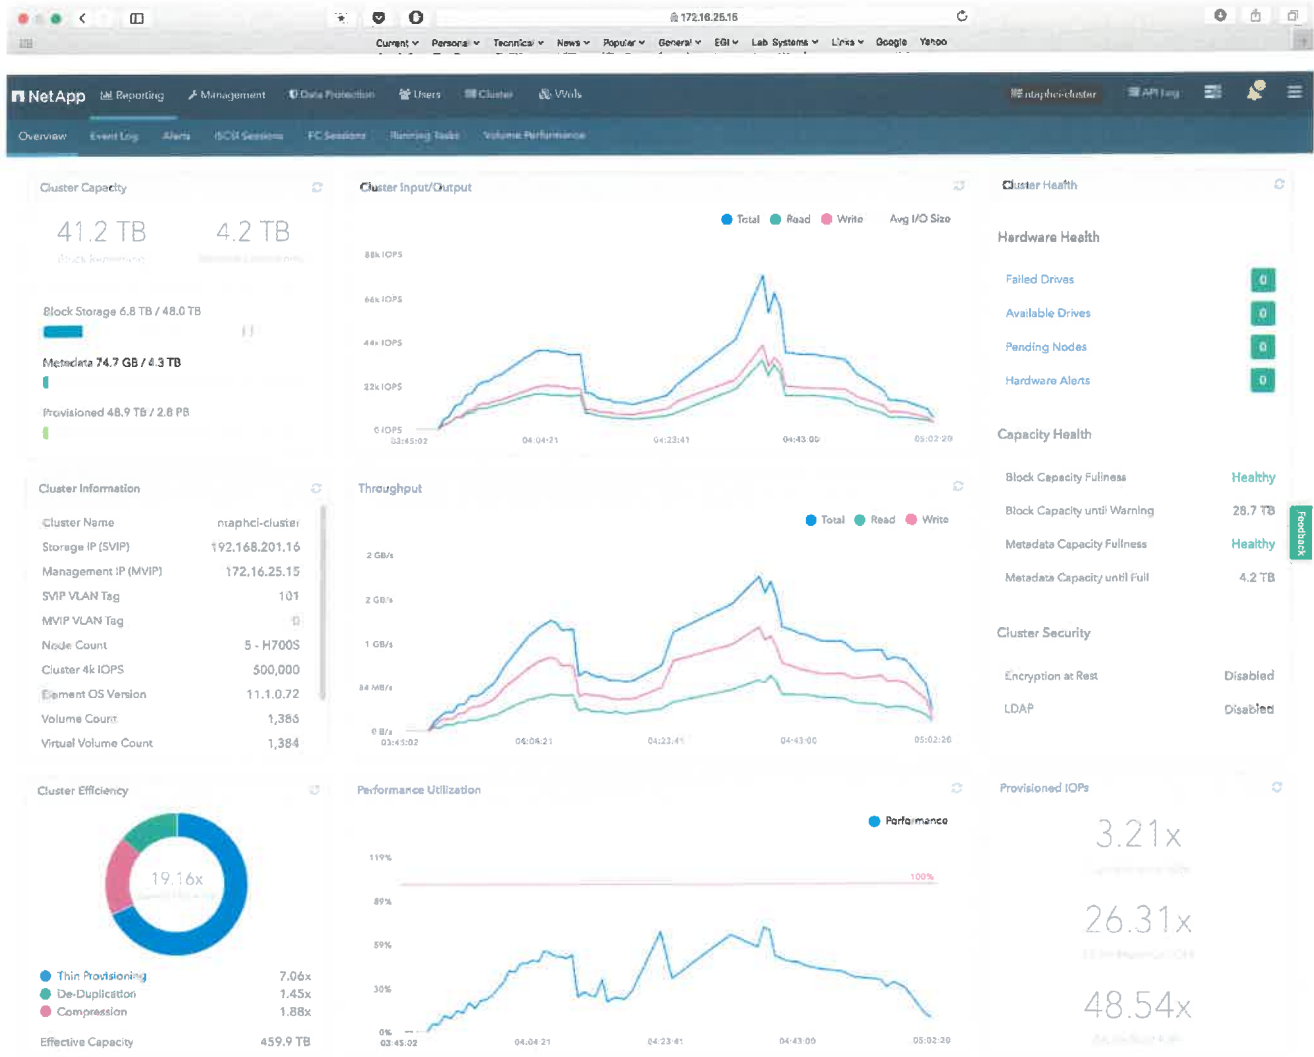 172.16.25.15
Current Personal Technical News Popular General EGI Lab Systems Links Google Yahoo
NetApp Reporting Management Data Protection Users Cluster VVols ntaphci-cluster API Log
Overview Event Log Alerts iSCSI Sessions FC Sessions Running Tasks Volume Performance
Cluster Capacity
41.2 TB 4.2 TB
Block Storage 6.8 TB / 48.0 TB
Metadata 74.7 GB / 4.3 TB
Provisioned 48.9 TB / 2.8 PB
Cluster Input/Output
Total Read Write Avg I/O Size
88k IOPS
66k IOPS
44k IOPS
22k IOPS
0 IOPS
03:45:02 04:04:21 04:23:41 04:43:00 05:02:20
Cluster Health
Hardware Health
Failed Drives 0
Available Drives 0
Pending Nodes 0
Hardware Alerts 0
Capacity Health
Block Capacity Fullness Healthy
Block Capacity until Warning 28.7 TB
Metadata Capacity Fullness Healthy
Metadata Capacity until Full 4.2 TB
Cluster Security
Encryption at Rest Disabled
LDAP Disabled
Feedback
Cluster Information
Cluster Name ntaphci-cluster
Storage IP (SVIP) 192.168.201.16
Management IP (MVIP) 172.16.25.15
SVIP VLAN Tag 101
MVIP VLAN Tag 0
Node Count 5 - H700S
Cluster 4k IOPS 500,000
Element OS Version 11.1.0.72
Volume Count 1,386
Virtual Volume Count 1,384
Throughput
Total Read Write
2 GB/s
2 GB/s
1 GB/s
0 B/s
03:45:02 04:04:21 04:23:41 04:43:00 05:02:20
Cluster Efficiency
19.16x
Thin Provisioning 7.06x
De-Duplication 1.45x
Compression 1.88x
Effective Capacity 459.9 TB
Performance Utilization
Performance
119%
100%
89%
59%
30%
0%
03:45:02 04:04:21 04:23:41 04:43:00 05:02:20
Provisioned IOPs
3.21x
26.31x
48.54x